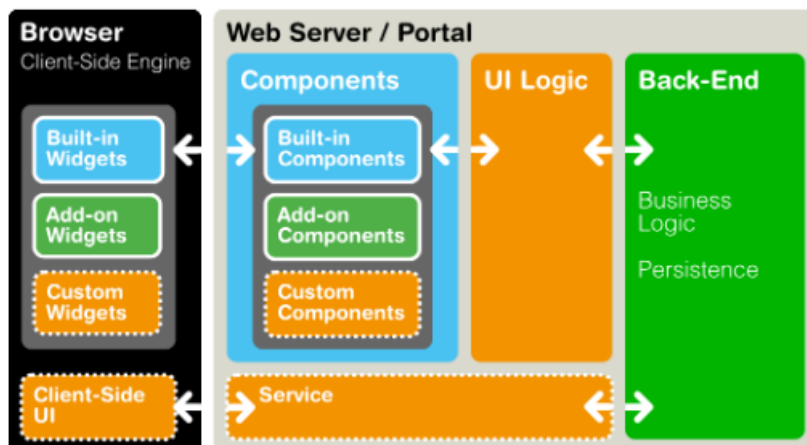 Browser
Client-Side Engine
Built-in
Widgets
Add-on
Widgets
Custom
Widgets
Client-Side
UI
Web Server / Portal
Components
Built-in
Components
Add-on
Components
Custom
Components
UI Logic
Service
Back-End
Business
Logic
Persistence